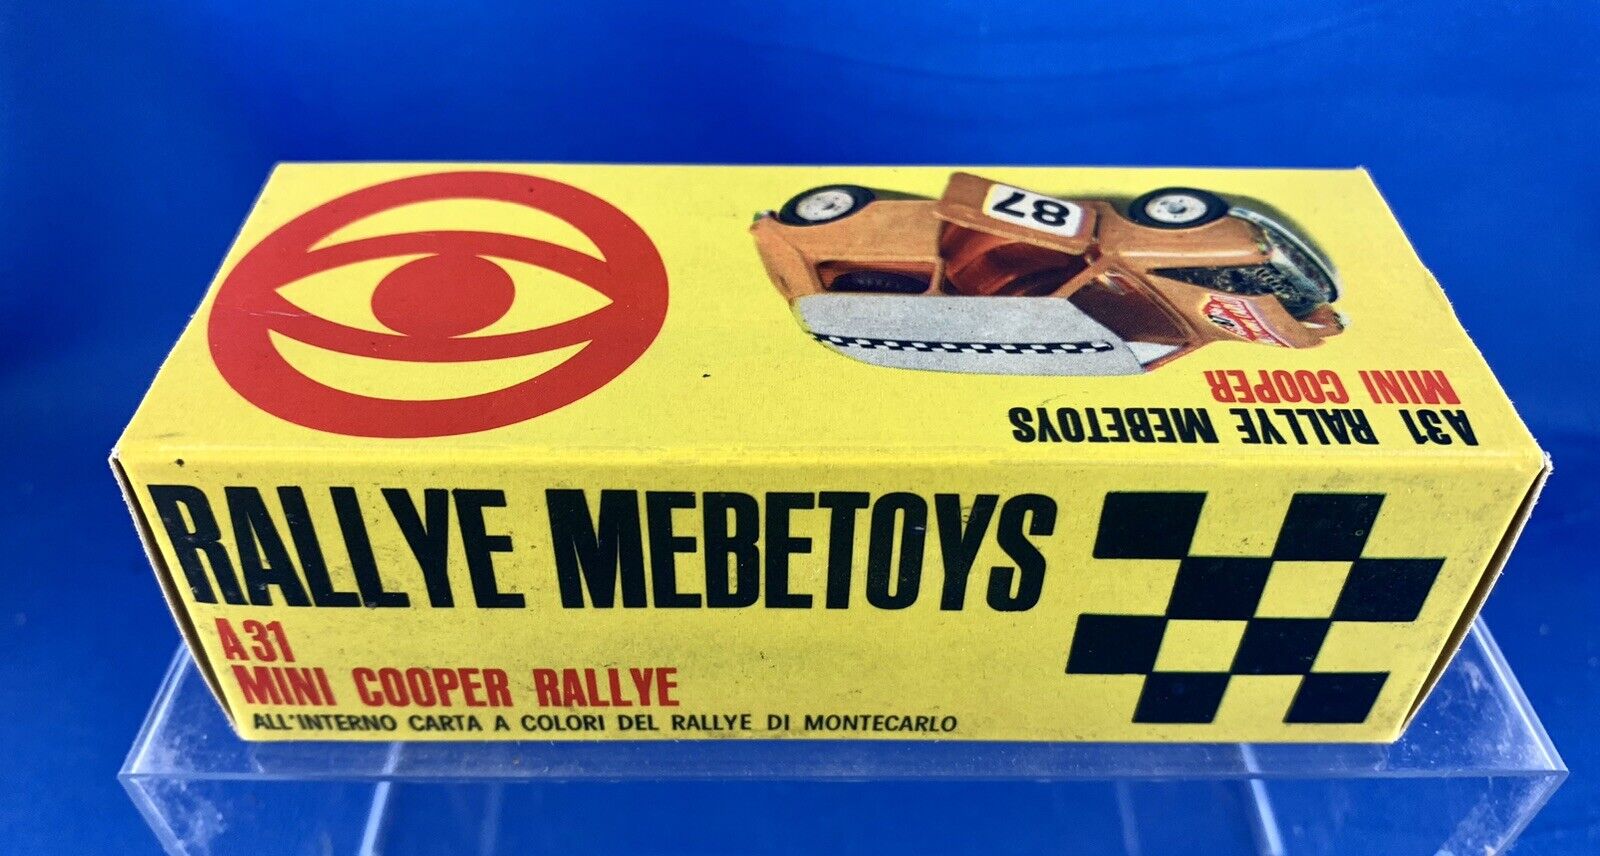 87
MINI COOPER
A31 RALLYE MEBETOYS
RALLYE MEBETOYS
A31
MINI COOPER RALLYE
ALL'INTERNO CARTA A COLORI DEL RALLYE DI MONTECARLO